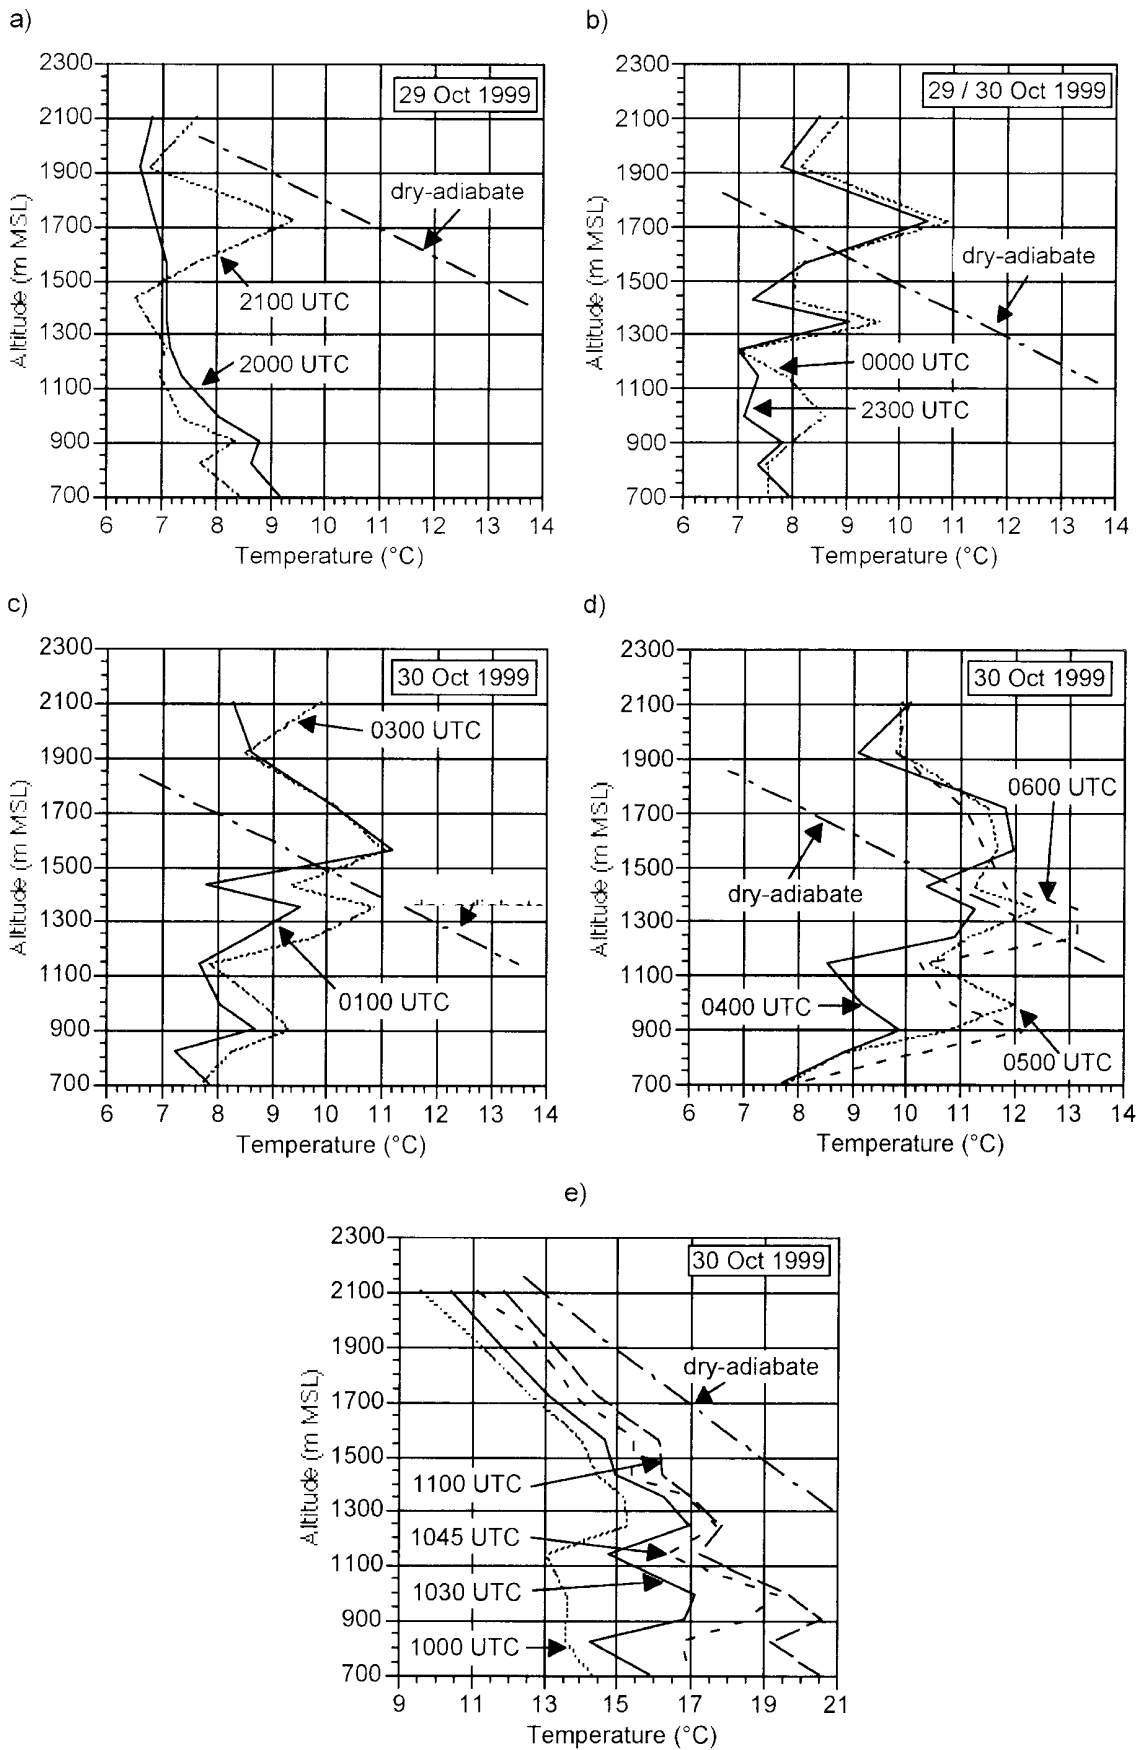 a)
2300
2100
1900
1700
1500
1300
1100
900
700
Altitude (m MSL)
29 Oct 1999
dry-adiabate
2100 UTC
2000 UTC
6 7 8 9 10 11 12 13 14
Temperature (°C)
b)
2300
2100
1900
1700
1500
1300
1100
900
700
Altitude (m MSL)
29 / 30 Oct 1999
dry-adiabate
0000 UTC
2300 UTC
6 7 8 9 10 11 12 13 14
Temperature (°C)
c)
2300
2100
1900
1700
1500
1300
1100
900
700
Altitude (m MSL)
30 Oct 1999
0300 UTC
0100 UTC
6 7 8 9 10 11 12 13 14
Temperature (°C)
d)
2300
2100
1900
1700
1500
1300
1100
900
700
Altitude (m MSL)
30 Oct 1999
0600 UTC
dry-adiabate
0400 UTC
0500 UTC
6 7 8 9 10 11 12 13 14
Temperature (°C)
e)
2300
2100
1900
1700
1500
1300
1100
900
700
Altitude (m MSL)
30 Oct 1999
dry-adiabate
1100 UTC
1045 UTC
1030 UTC
1000 UTC
9 11 13 15 17 19 21
Temperature (°C)